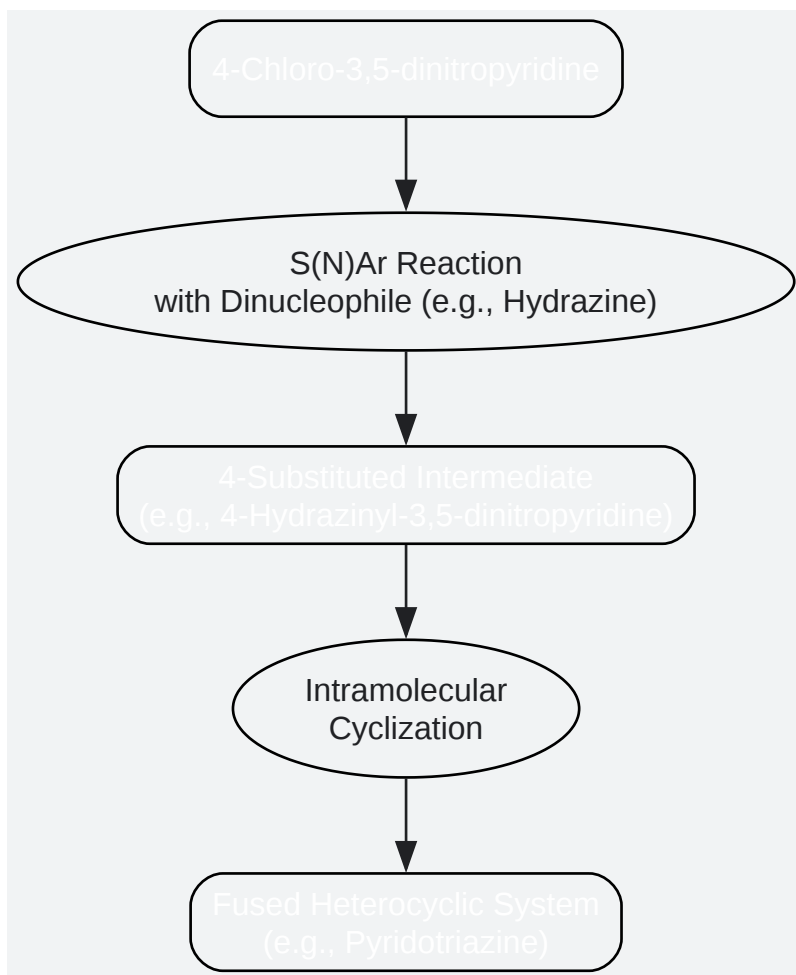 4-Chloro-3,5-dinitropyridine
S(N)Ar Reaction
with Dinucleophile (e.g., Hydrazine)
4-Substituted Intermediate
(e.g., 4-Hydrazinyl-3,5-dinitropyridine)
Intramolecular
Cyclization
Fused Heterocyclic System
(e.g., Pyridotriazine)